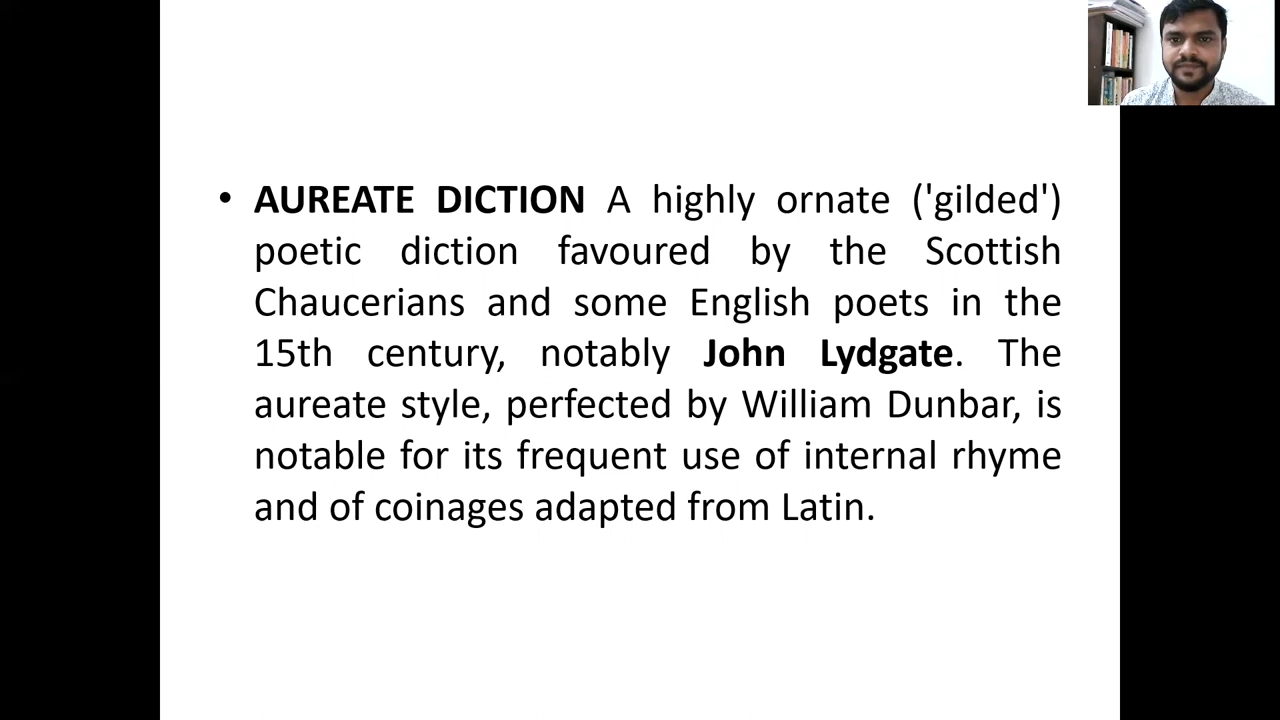 • AUREATE DICTION A highly ornate ('gilded')
poetic diction favoured by the Scottish
Chaucerians and some English poets in the
15th century, notably John Lydgate. The
aureate style, perfected by William Dunbar, is
notable for its frequent use of internal rhyme
and of coinages adapted from Latin.